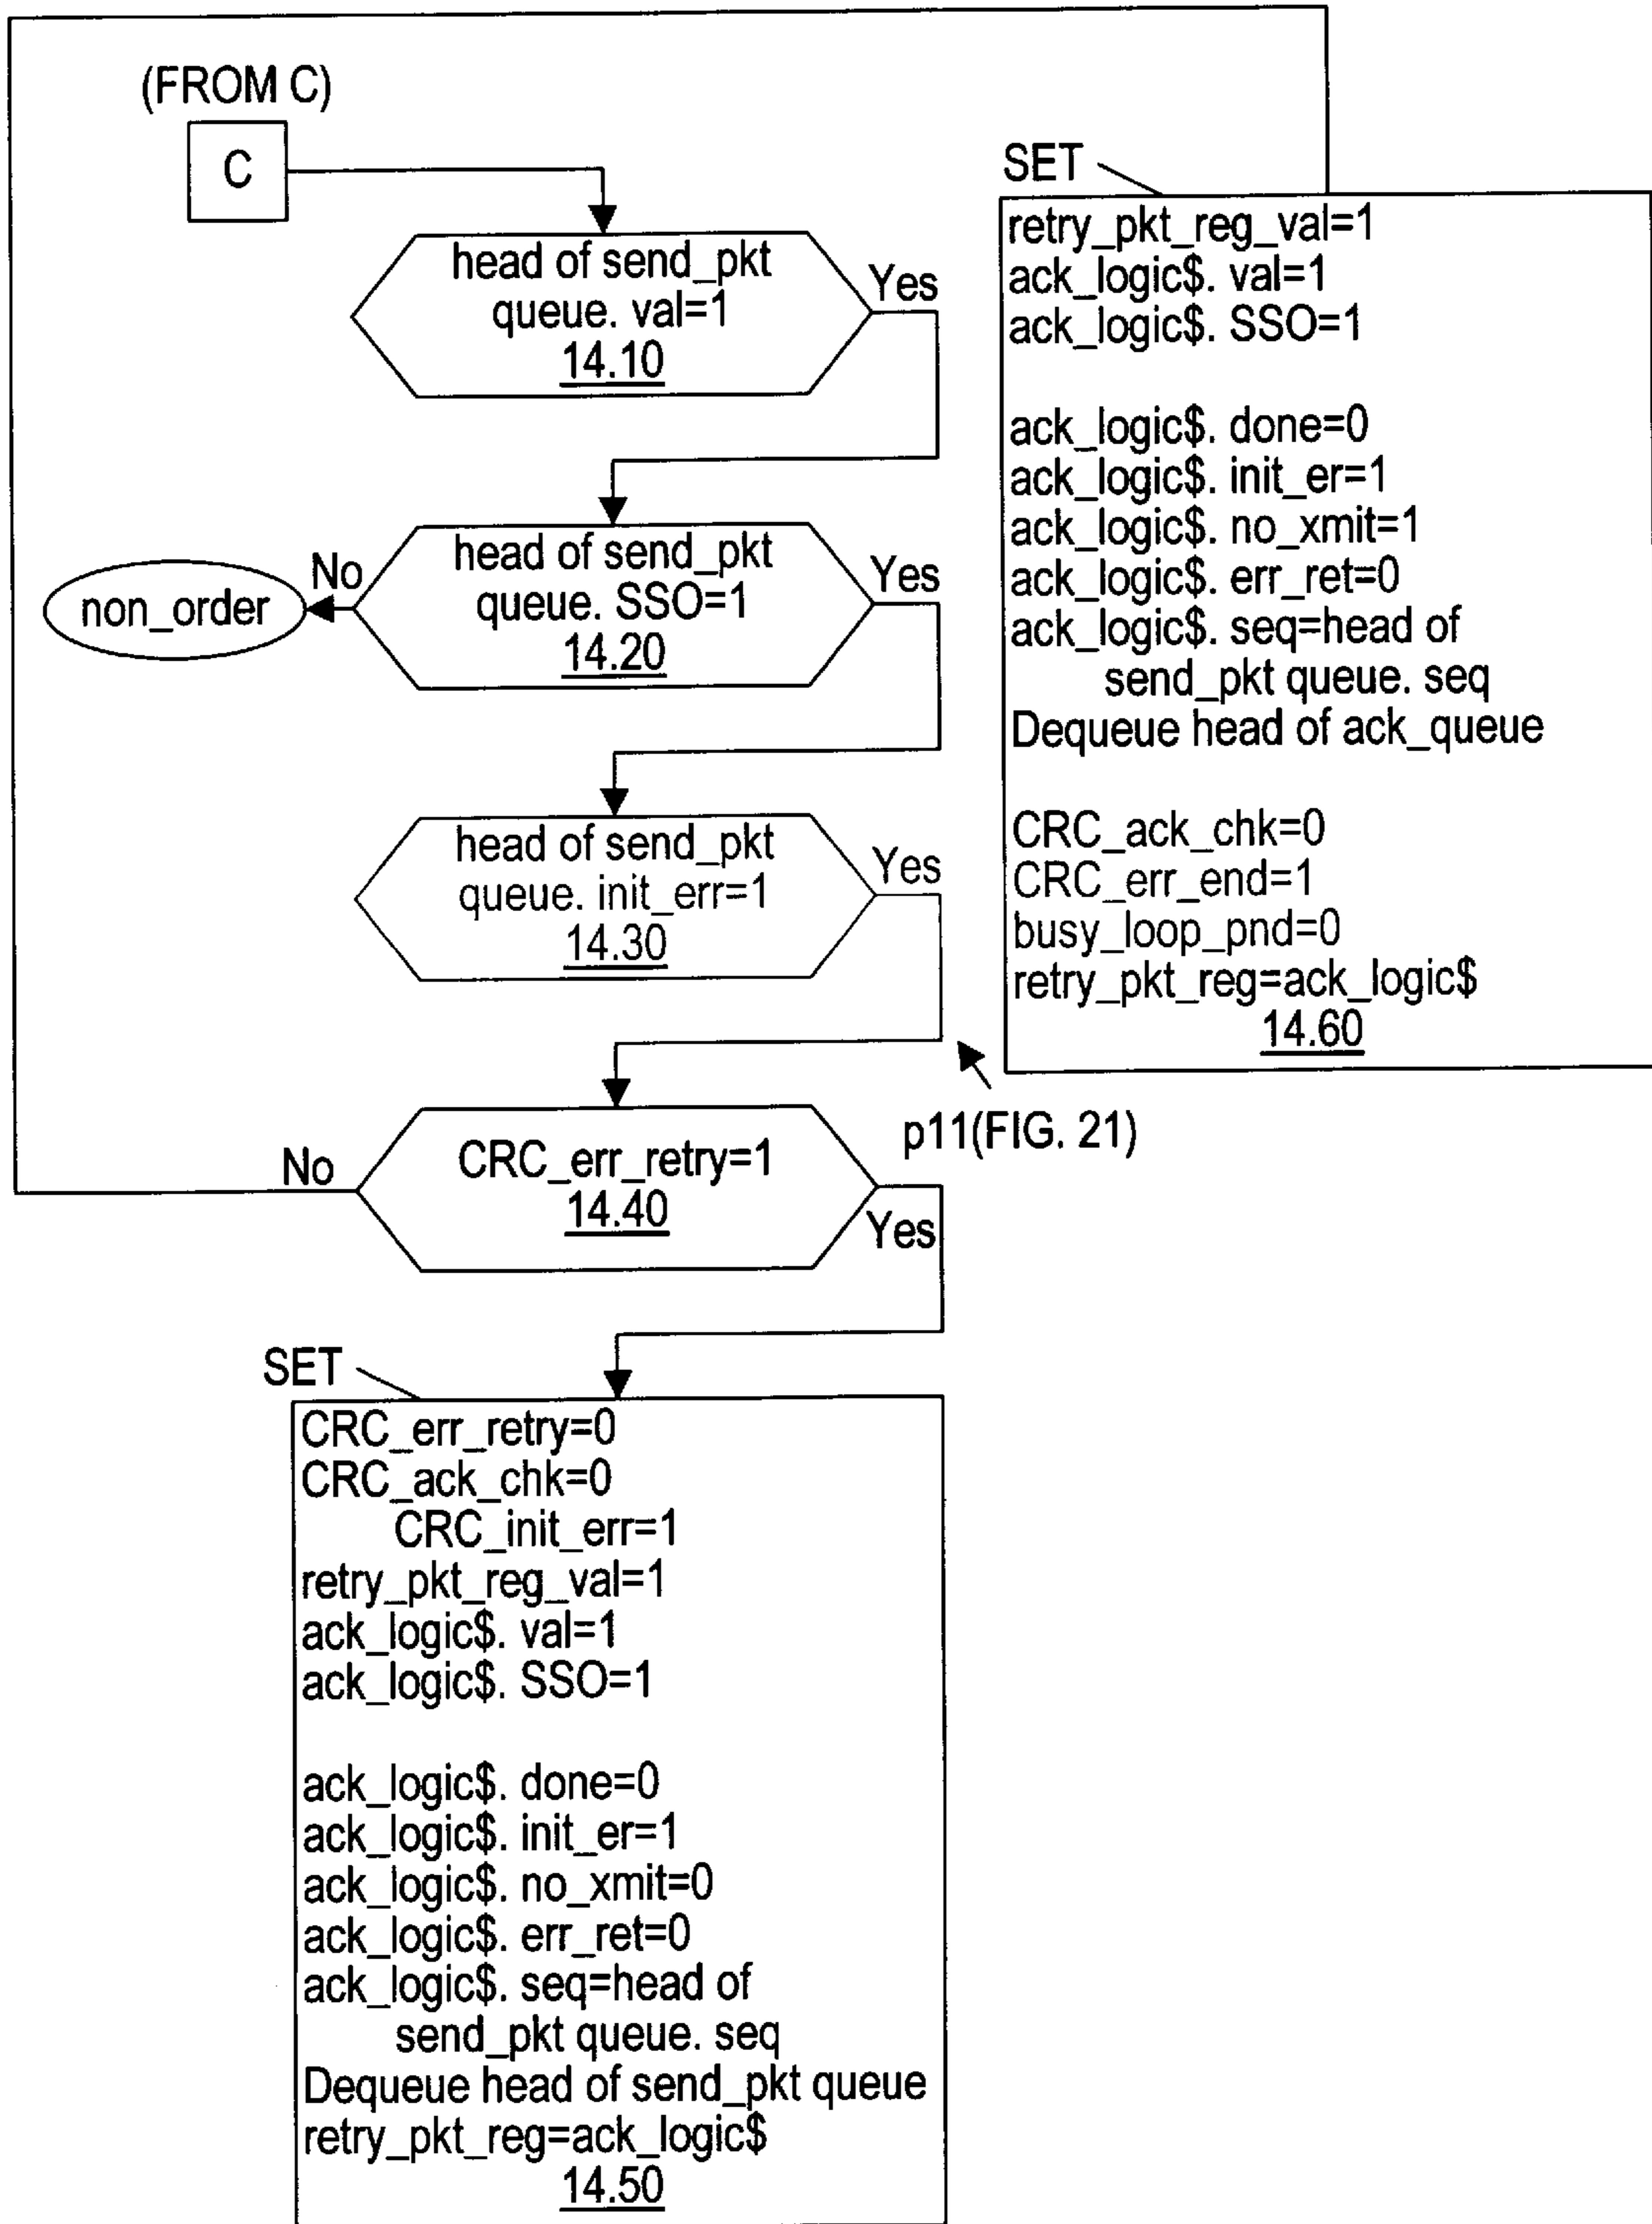 (FROM C)
C
head of send_pkt
queue. val=1
14.10
Yes
head of send_pkt
queue. SSO=1
14.20
No
Yes
non_order
head of send_pkt
queue. init_err=1
14.30
Yes
p11(FIG. 21)
CRC_err_retry=1
14.40
No
Yes
SET
CRC_err_retry=0
CRC_ack_chk=0
CRC_init_err=1
retry_pkt_reg_val=1
ack_logic$. val=1
ack_logic$. SSO=1
ack_logic$. done=0
ack_logic$. init_er=1
ack_logic$. no_xmit=0
ack_logic$. err_ret=0
ack_logic$. seq=head of
send_pkt queue. seq
Dequeue head of send_pkt queue
retry_pkt_reg=ack_logic$
14.50
SET
retry_pkt_reg_val=1
ack_logic$. val=1
ack_logic$. SSO=1
ack_logic$. done=0
ack_logic$. init_er=1
ack_logic$. no_xmit=1
ack_logic$. err_ret=0
ack_logic$. seq=head of
send_pkt queue. seq
Dequeue head of ack_queue
CRC_ack_chk=0
CRC_err_end=1
busy_loop_pnd=0
retry_pkt_reg=ack_logic$
14.60